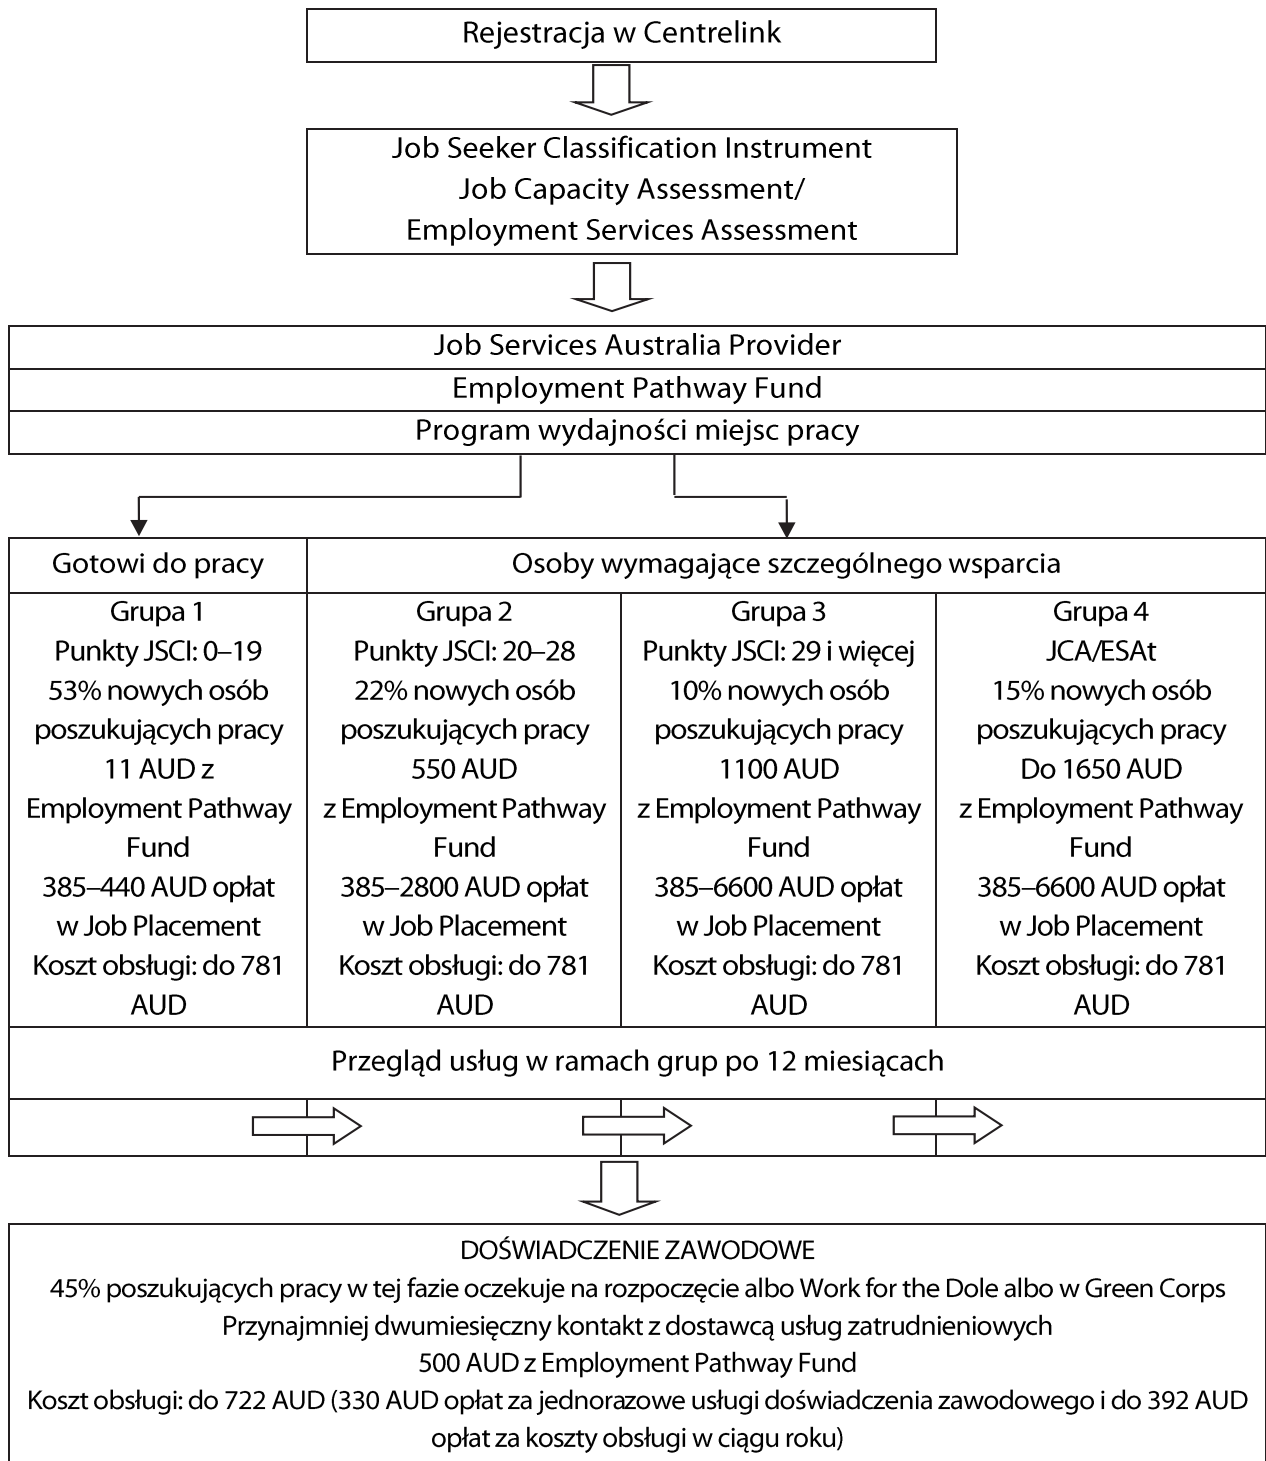 Rejestracja w Centrelink
Job Seeker Classification Instrument
Job Capacity Assessment/
Employment Services Assessment
Job Services Australia Provider
Employment Pathway Fund
Program wydajności miejsc pracy
Gotowi do pracy
Osoby wymagające szczególnego wsparcia
Grupa 1
Punkty JSCI: 0–19
53% nowych osób
poszukujących pracy
11 AUD z
Employment Pathway
Fund
385–440 AUD opłat
w Job Placement
Koszt obsługi: do 781
AUD
Grupa 2
Punkty JSCI: 20–28
22% nowych osób
poszukujących pracy
550 AUD
z Employment Pathway
Fund
385–2800 AUD opłat
w Job Placement
Koszt obsługi: do 781
AUD
Grupa 3
Punkty JSCI: 29 i więcej
10% nowych osób
poszukujących pracy
1100 AUD
z Employment Pathway
Fund
385–6600 AUD opłat
w Job Placement
Koszt obsługi: do 781
AUD
Grupa 4
JCA/ESAt
15% nowych osób
poszukujących pracy
Do 1650 AUD
z Employment Pathway
Fund
385–6600 AUD opłat
w Job Placement
Koszt obsługi: do 781
AUD
Przegląd usług w ramach grup po 12 miesiącach
DOŚWIADCZENIE ZAWODOWE
45% poszukujących pracy w tej fazie oczekuje na rozpoczęcie albo Work for the Dole albo w Green Corps
Przynajmniej dwumiesięczny kontakt z dostawcą usług zatrudnieniowych
500 AUD z Employment Pathway Fund
Koszt obsługi: do 722 AUD (330 AUD opłat za jednorazowe usługi doświadczenia zawodowego i do 392 AUD
opłat za koszty obsługi w ciągu roku)